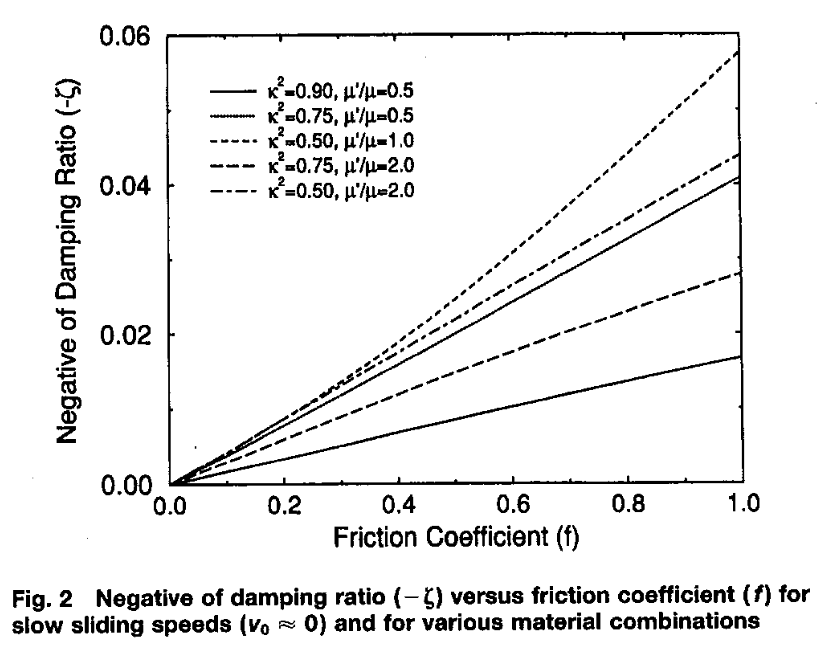 0.06
0.04
0.02
0.00
Negative of Damping Ratio (-ζ)
κ²=0.90, μ'/μ=0.5
κ²=0.75, μ'/μ=0.5
κ²=0.50, μ'/μ=1.0
κ²=0.75, μ'/μ=2.0
κ²=0.50, μ'/μ=2.0
0.0 0.2 0.4 0.6 0.8 1.0
Friction Coefficient (f)
Fig. 2 Negative of damping ratio (−ζ) versus friction coefficient (f) for
slow sliding speeds (v₀ ≈ 0) and for various material combinations